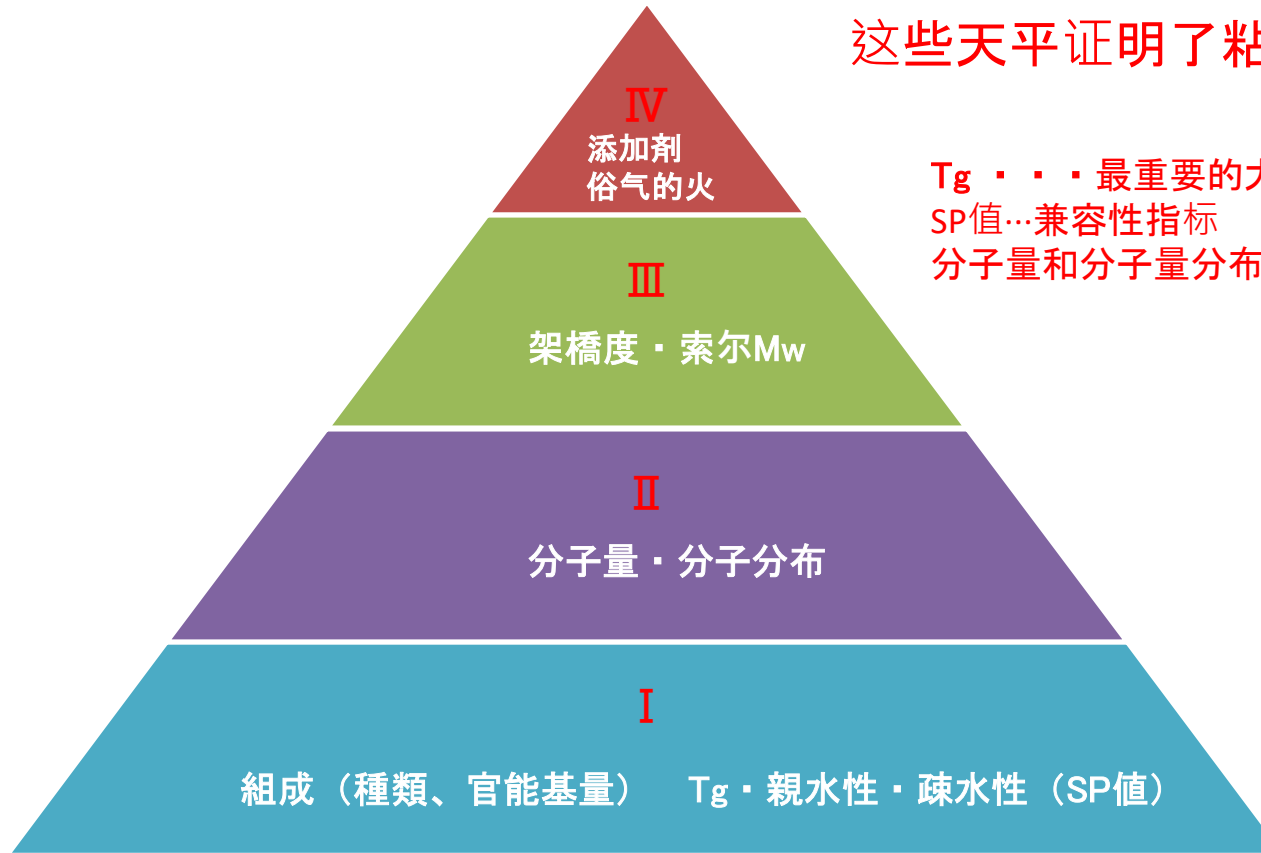 这些天平证明了粘
Ⅳ
添加剂
俗气的火
Tg ・・・最重要的
SP值…兼容性指标
分子量和分子量分布
Ⅲ
架橋度・索尔Mw
Ⅱ
分子量・分子分布
Ⅰ
組成（種類、官能基量） Tg・親水性・疎水性（SP値）